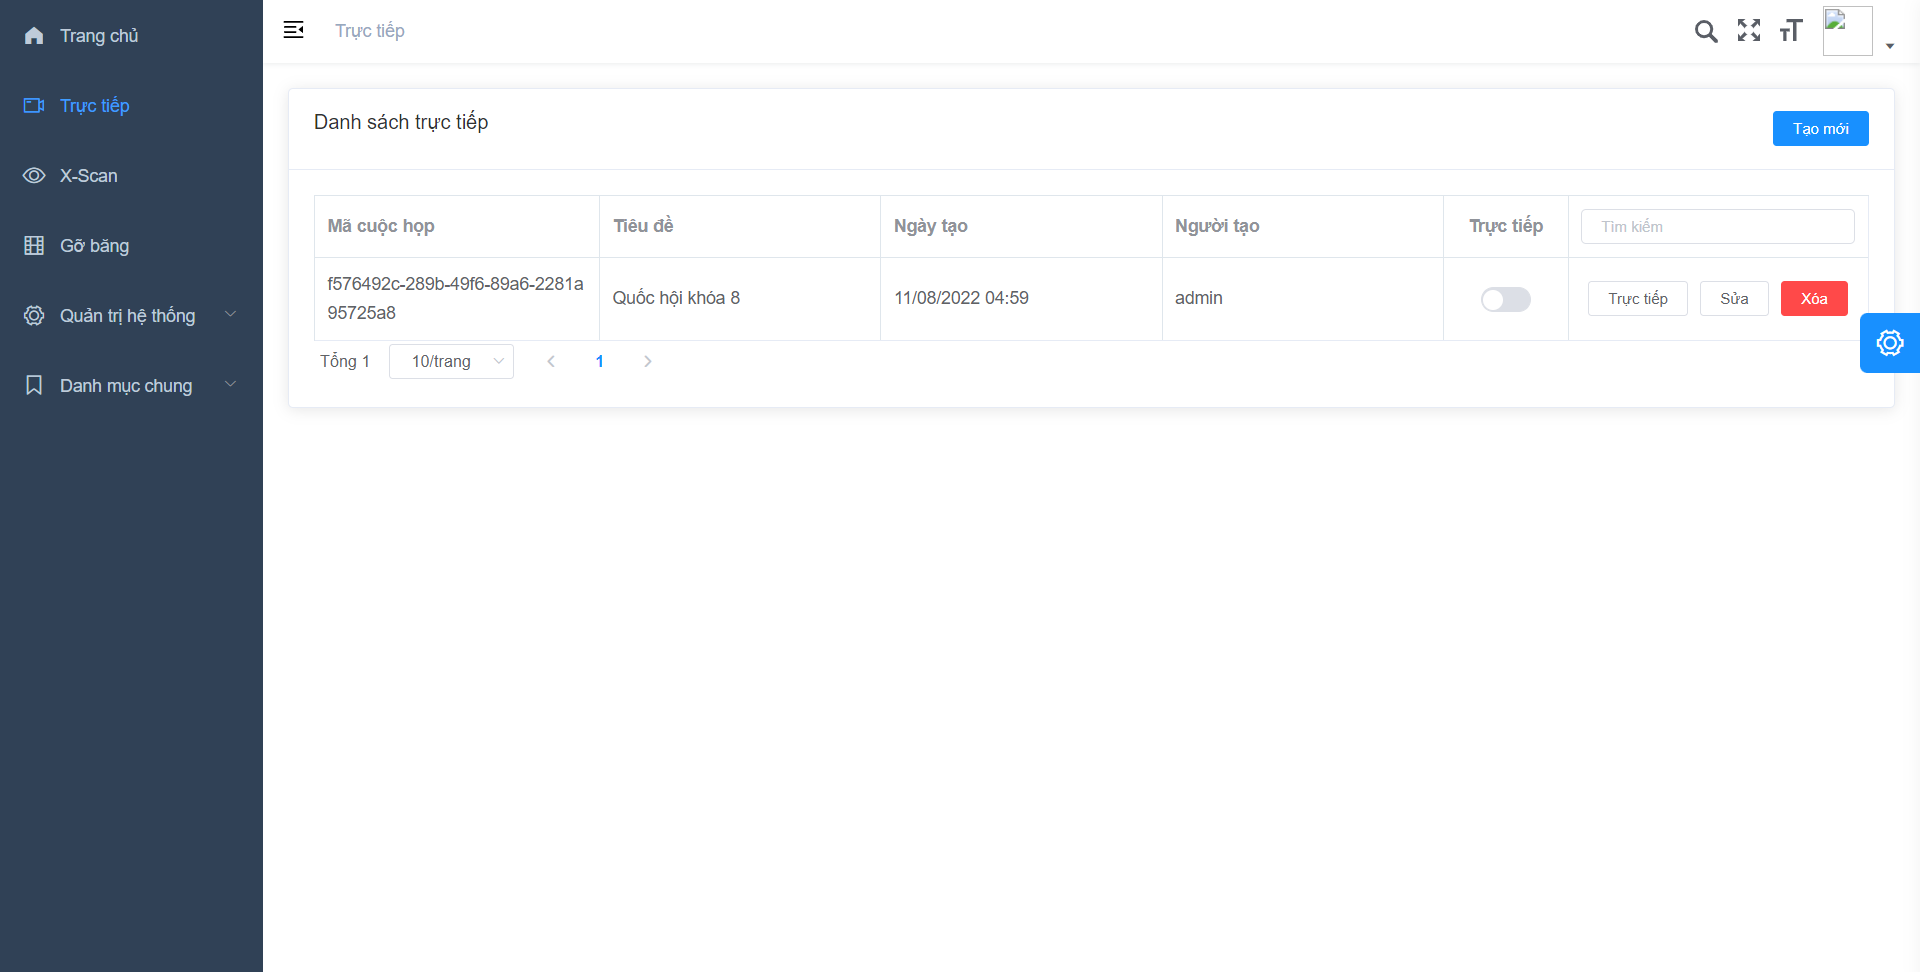 Trang chủ
Trực tiếp
X-Scan
Gỡ băng
Quản trị hệ thống
Danh mục chung
Trực tiếp
Danh sách trực tiếp
Tạo mới
Mã cuộc họp
Tiêu đề
Ngày tạo
Người tạo
Trực tiếp
Tìm kiếm
f576492c-289b-49f6-89a6-2281a
95725a8
Quốc hội khóa 8
11/08/2022 04:59
admin
Trực tiếp
Sửa
Xóa
Tổng 1
10/trang
1